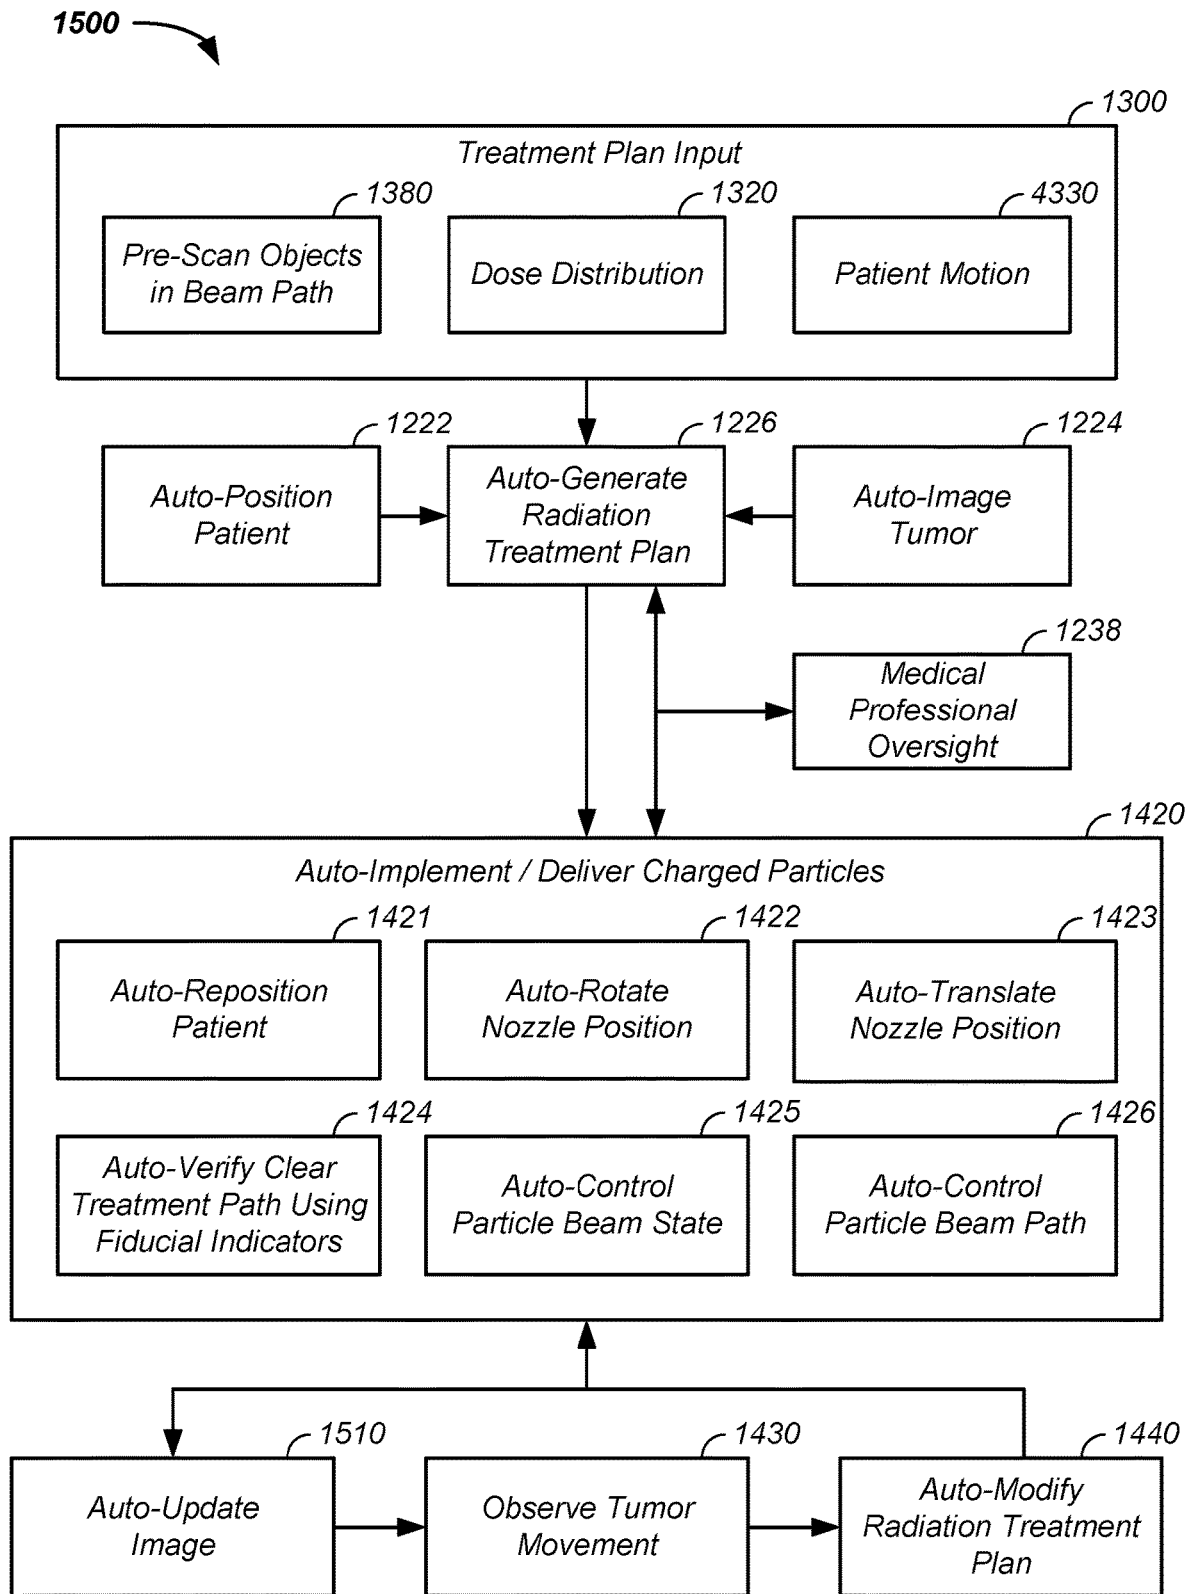 1500
1300
Treatment Plan Input
1380
1320
4330
Pre-Scan Objects
in Beam Path
Dose Distribution
Patient Motion
1222
1226
1224
Auto-Position
Patient
Auto-Generate
Radiation
Treatment Plan
Auto-Image
Tumor
1238
Medical
Professional
Oversight
1420
Auto-Implement / Deliver Charged Particles
1421
1422
1423
Auto-Reposition
Patient
Auto-Rotate
Nozzle Position
Auto-Translate
Nozzle Position
1424
1425
1426
Auto-Verify Clear
Treatment Path Using
Fiducial Indicators
Auto-Control
Particle Beam State
Auto-Control
Particle Beam Path
1510
1430
1440
Auto-Update
Image
Observe Tumor
Movement
Auto-Modify
Radiation Treatment
Plan